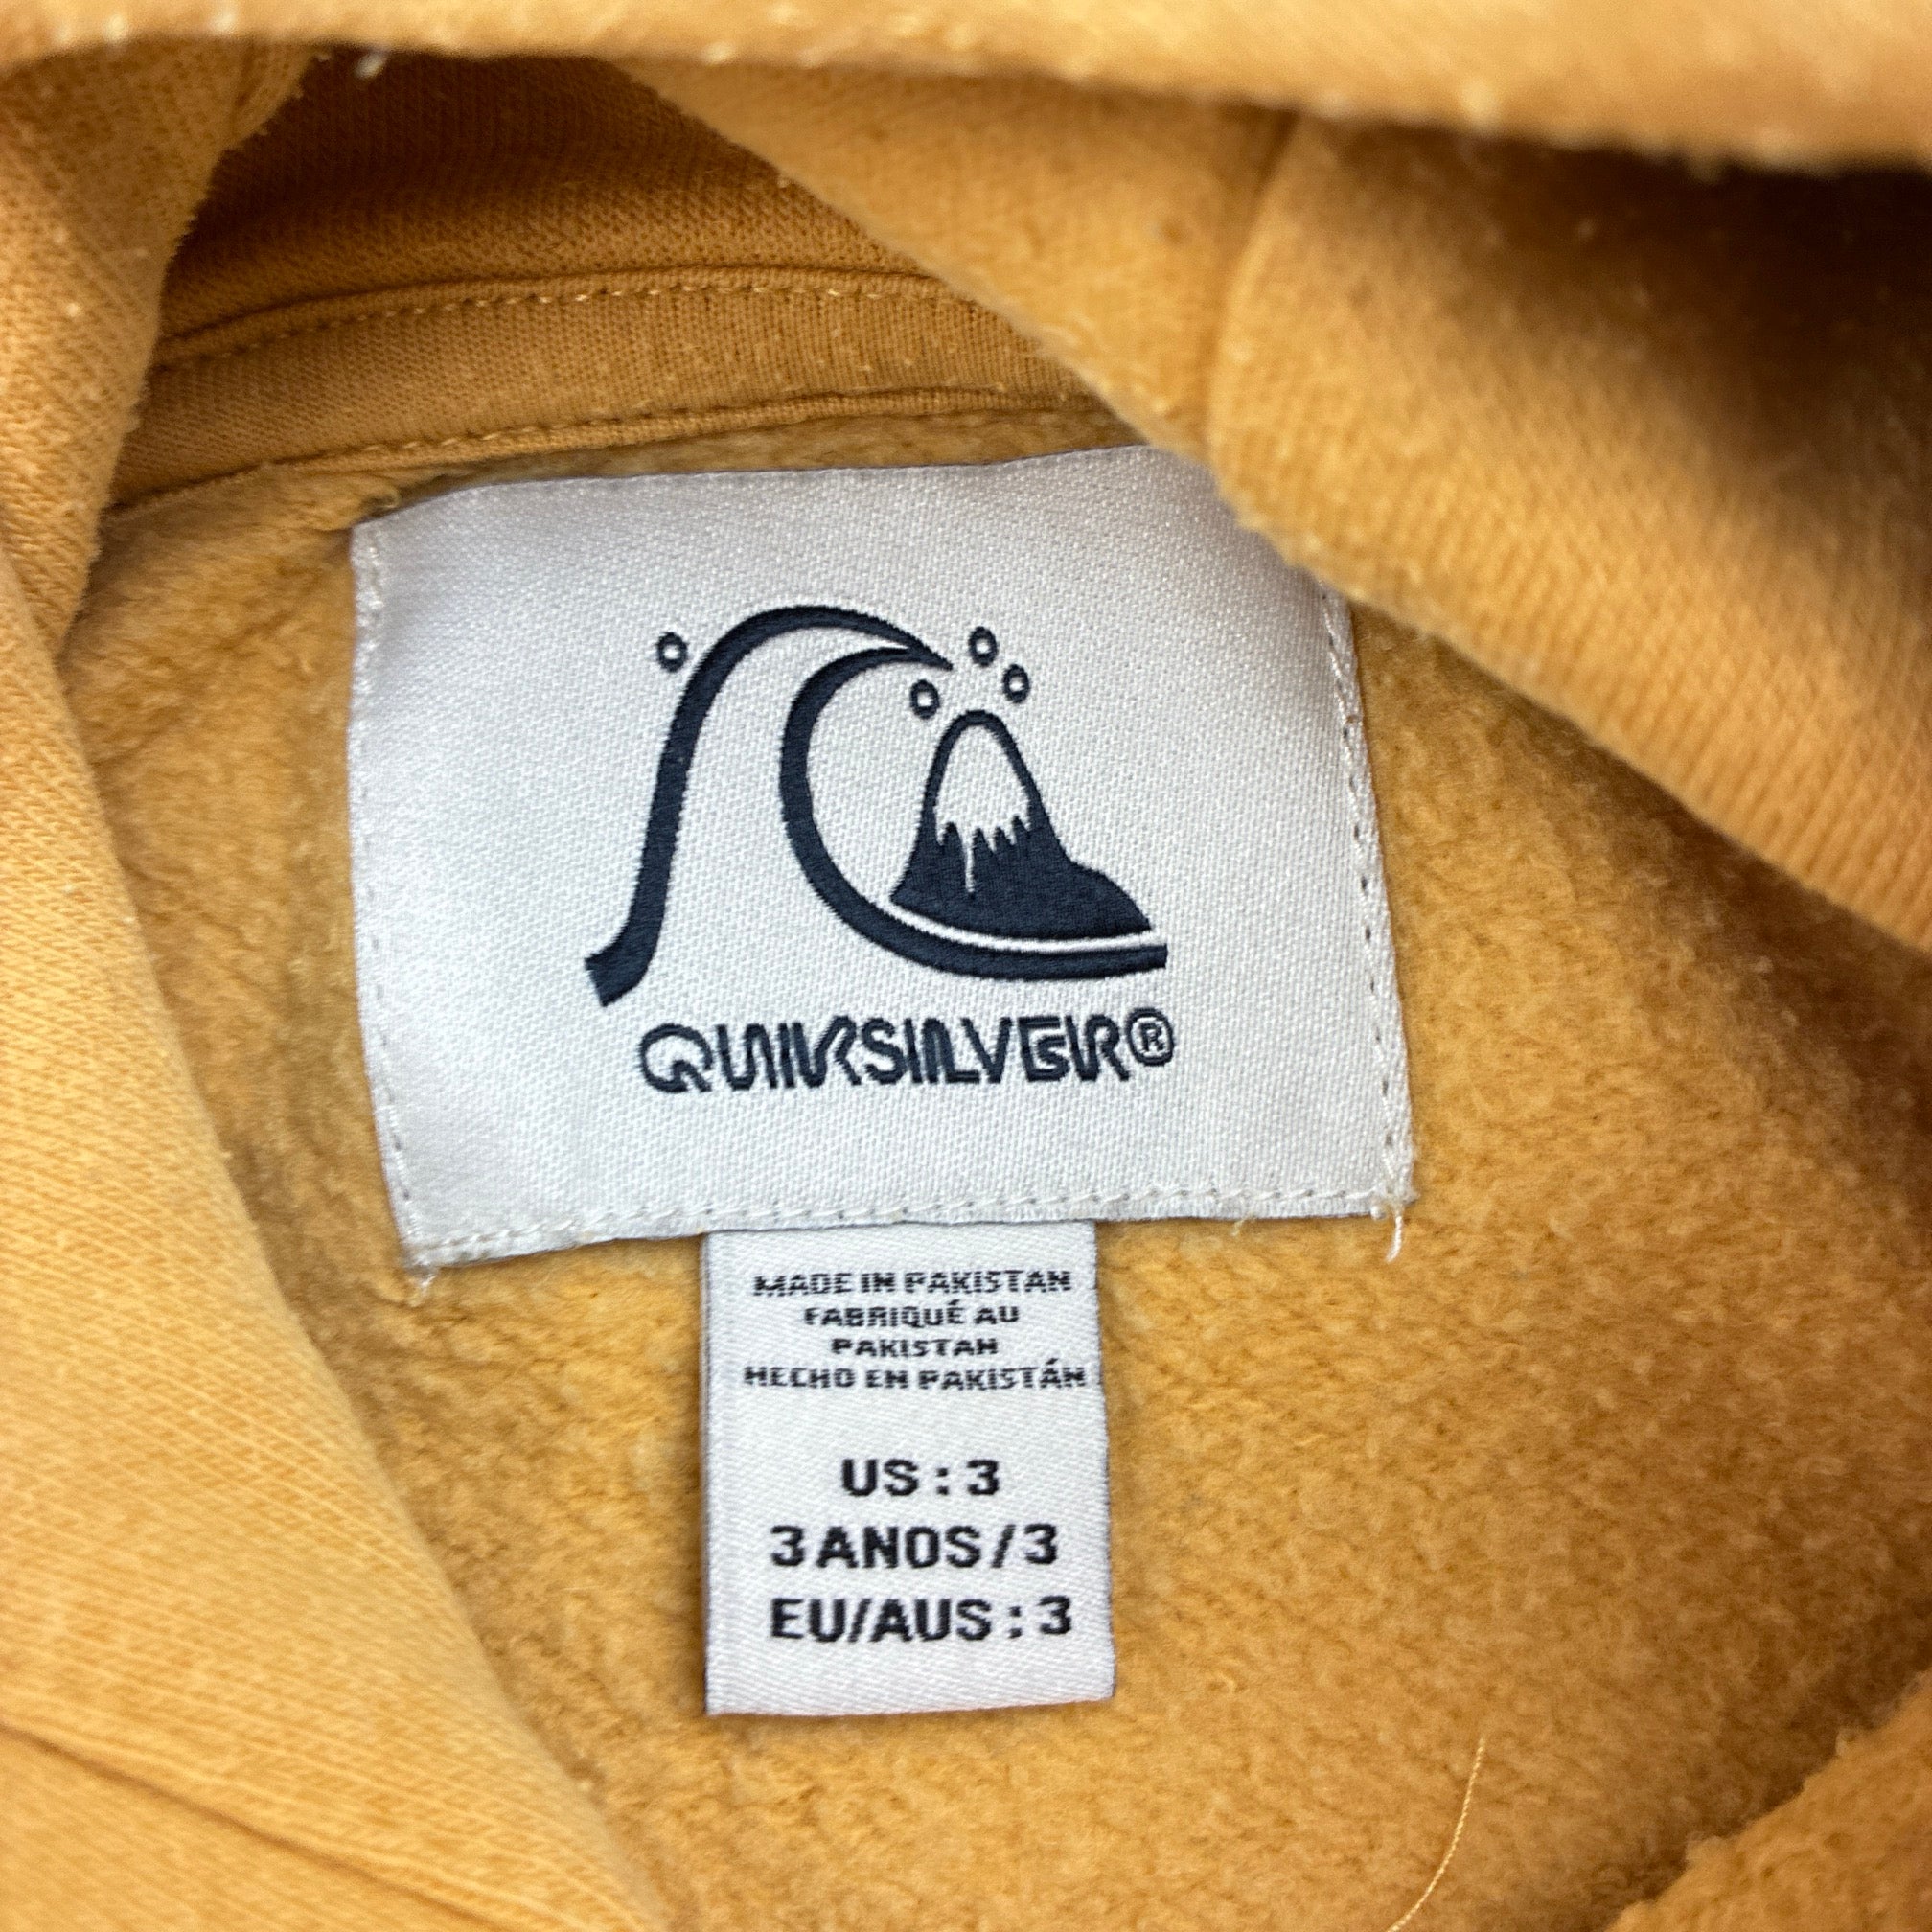 QUIKSILVER®
MADE IN PAKISTAN
FABRIQUÉ AU
PAKISTAN
HECHO EN PAKISTÁN
US : 3
3 ANOS / 3
EU/AUS : 3